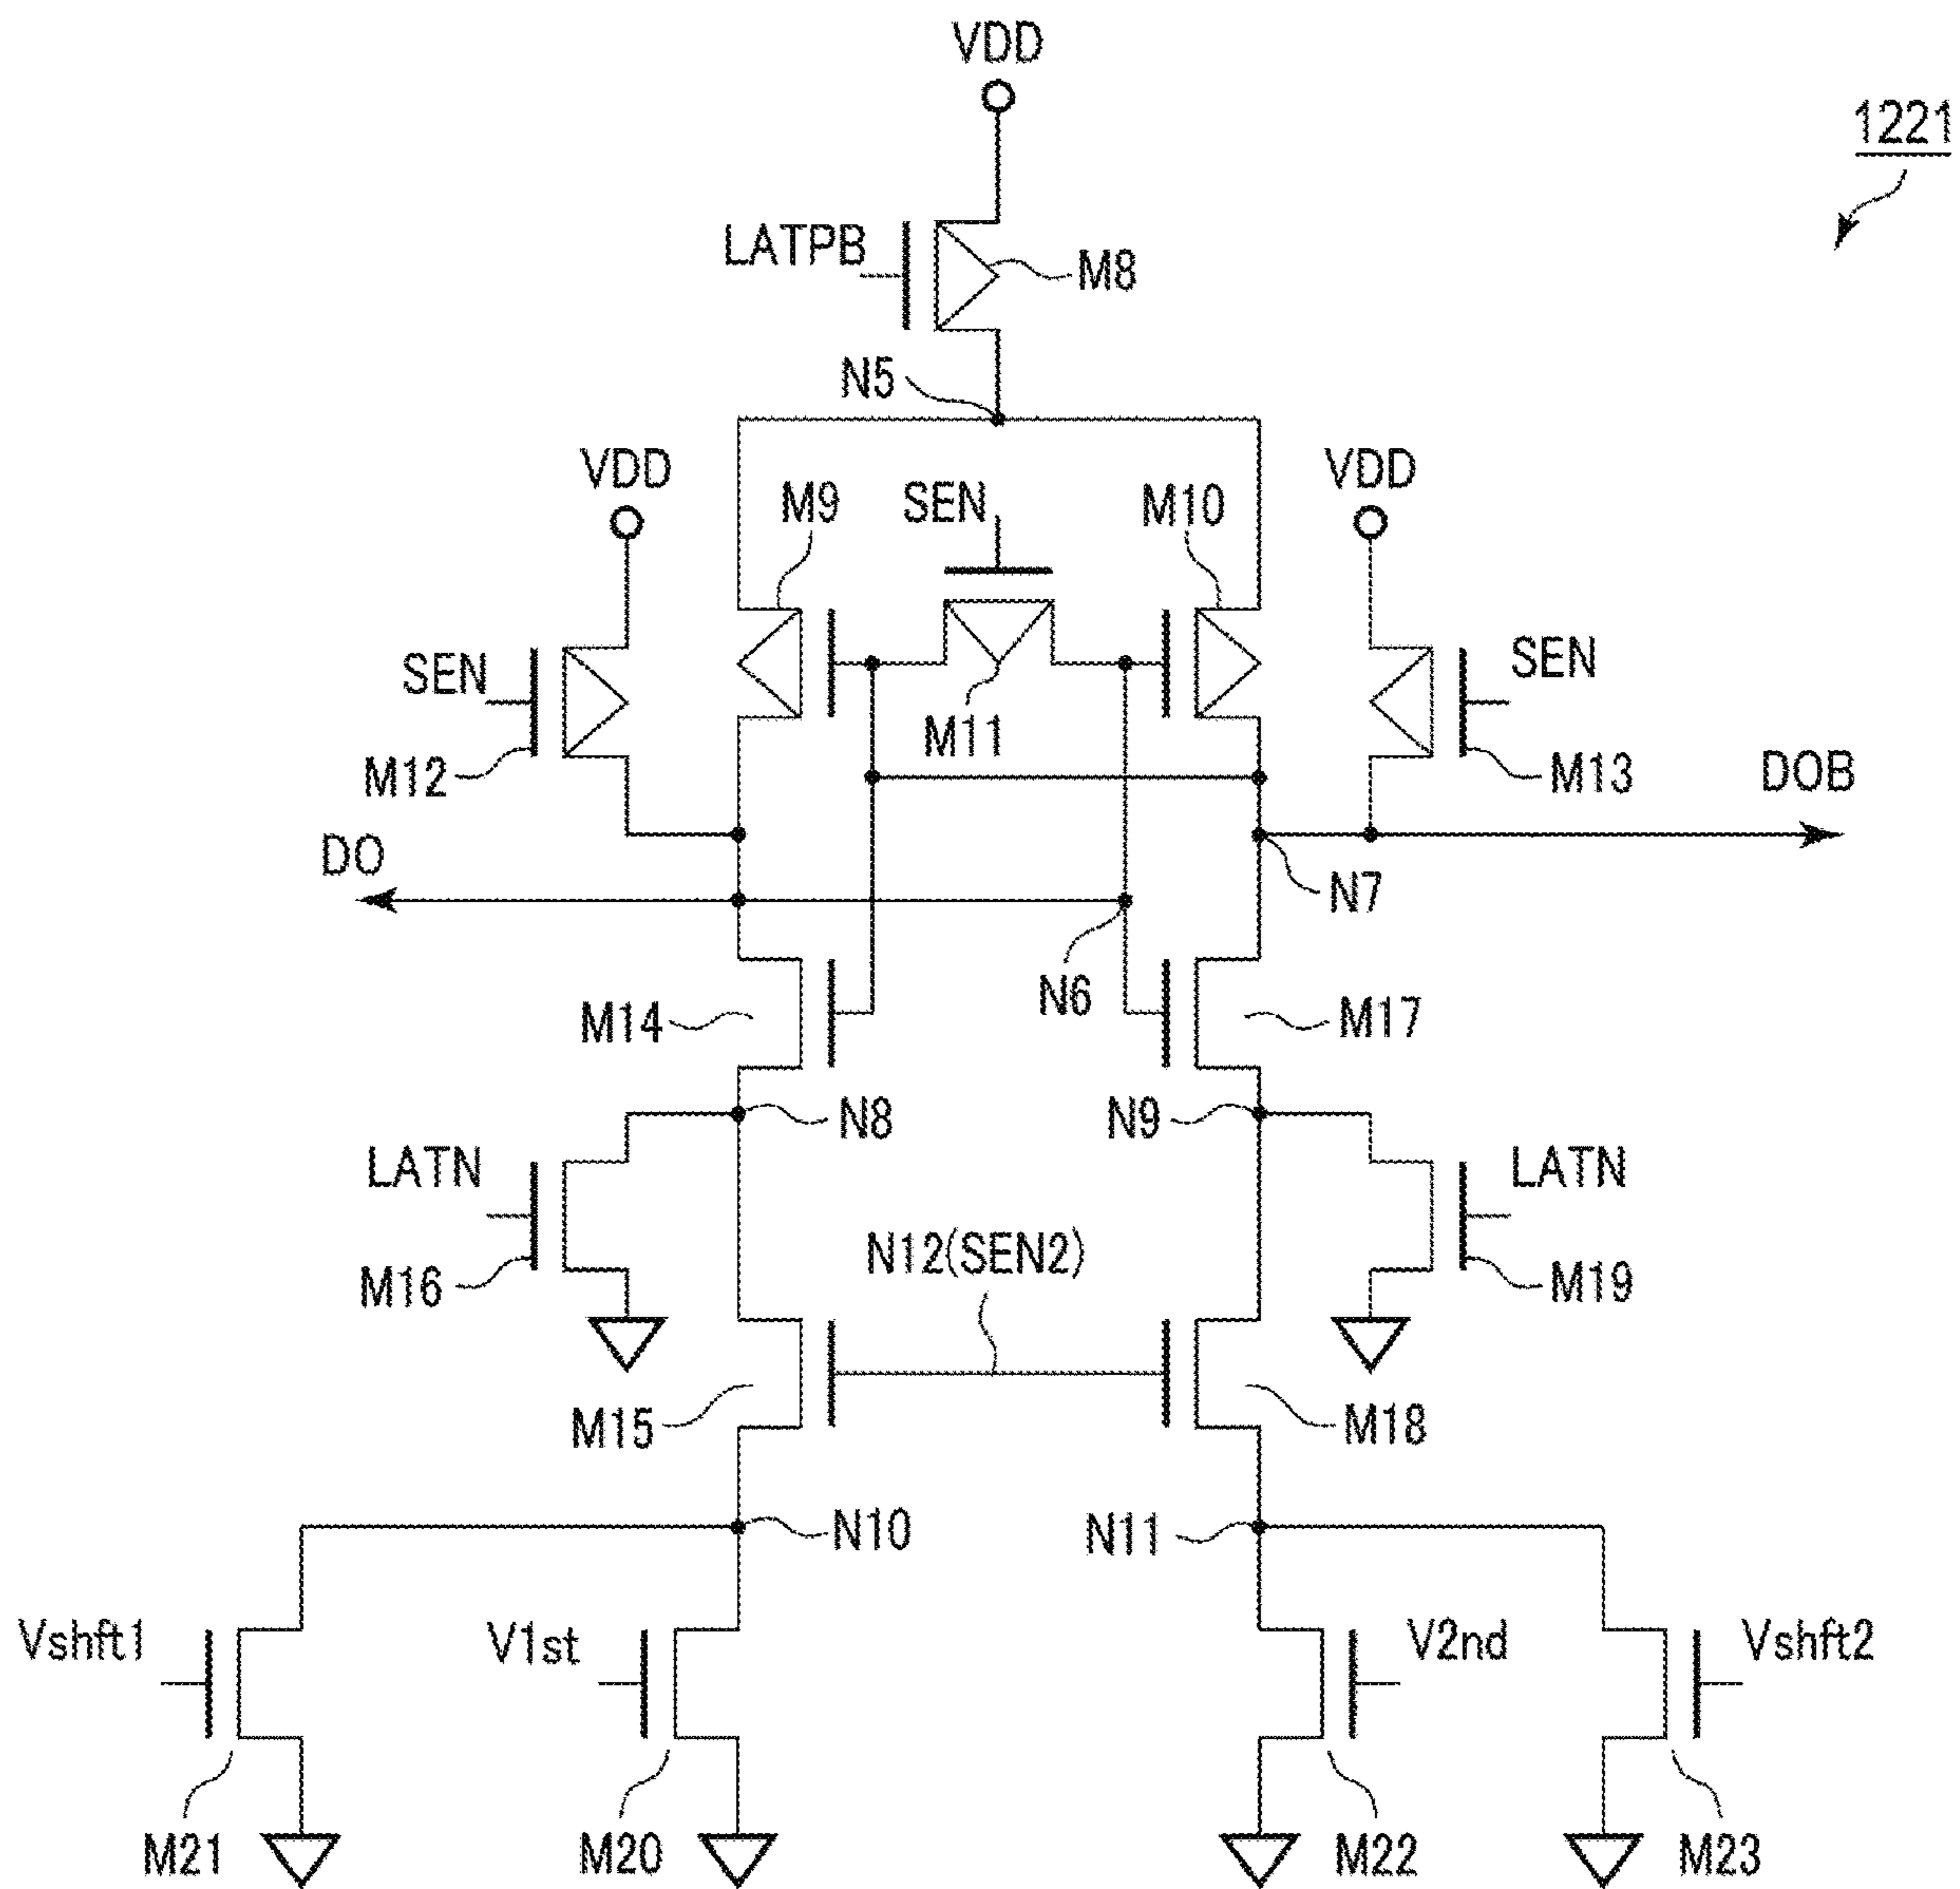 VDD
1221
LATPB
M8
N5
VDD
M9
SEN
M10
VDD
SEN
SEN
M12
M11
M13
DOB
DO
N7
N6
M14
M17
N8
N9
LATN
LATN
N12(SEN2)
M16
M19
M15
M18
N10
N11
Vshft1
V1st
V2nd
Vshft2
M21
M20
M22
M23